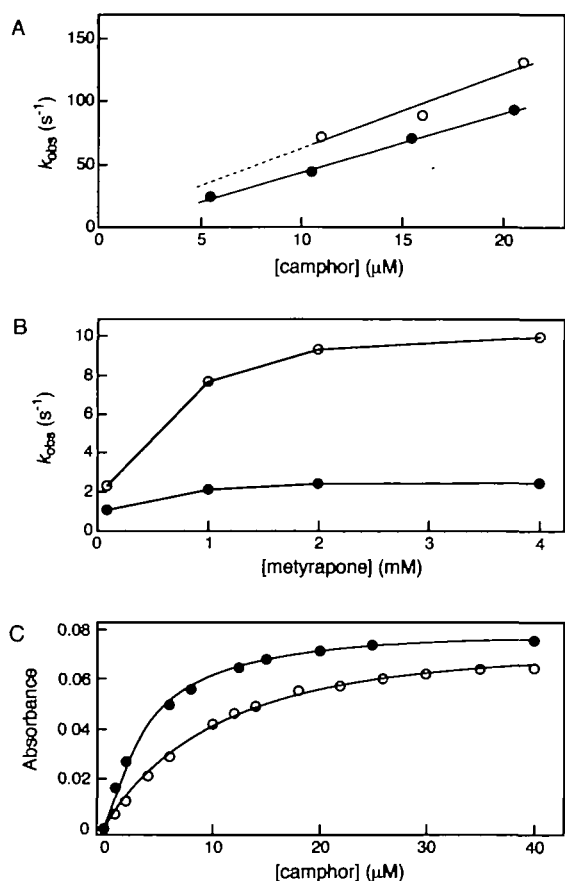 A
150
100
50
0
k_obs (s⁻¹)
0 5 10 15 20
[camphor] (µM)
B
10
8
6
4
2
0
k_obs (s⁻¹)
0 1 2 3 4
[metyrapone] (mM)
C
0.08
0.06
0.04
0.02
0
Absorbance
0 10 20 30 40
[camphor] (µM)